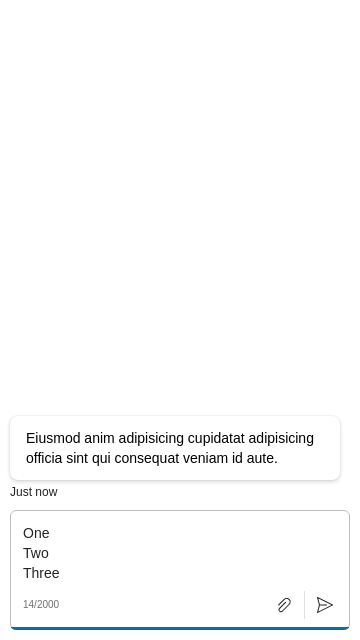 Eiusmod anim adipisicing cupidatat adipisicing
officia sint qui consequat veniam id aute.
Just now
One
Two
Three
14/2000